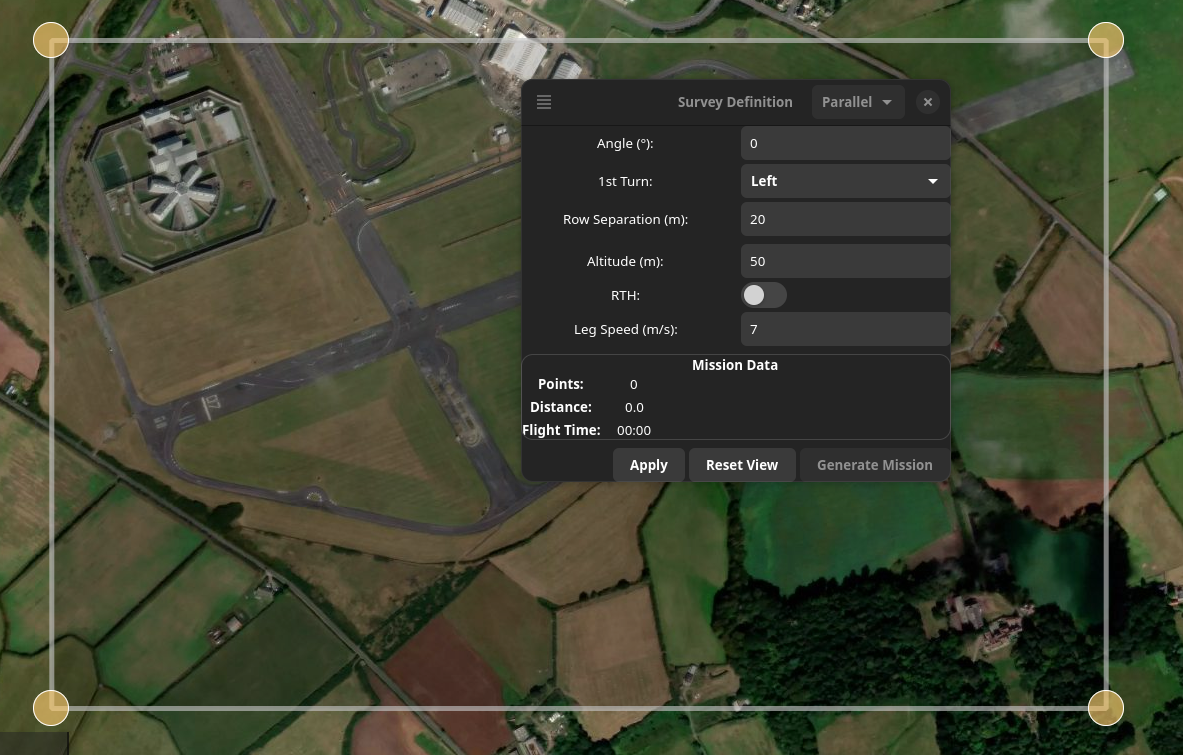 Survey Definition Parallel
Angle (°): 0
1st Turn: Left
Row Separation (m): 20
Altitude (m): 50
RTH:
Leg Speed (m/s): 7
Mission Data
Points: 0
Distance: 0.0
Flight Time: 00:00
Apply Reset View Generate Mission